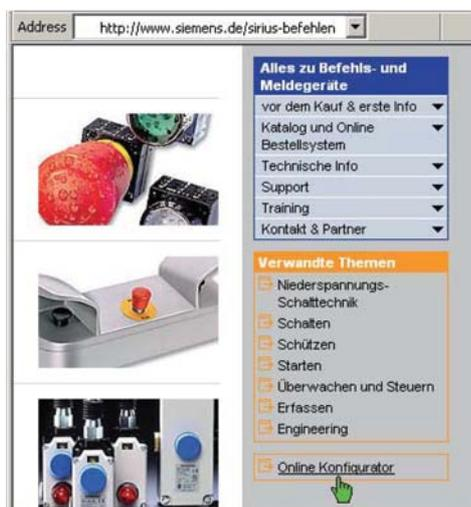 Address http://www.siemens.de/sirius-befehlen
Alles zu Befehls- und
Meldegeräte
vor dem Kauf & erste Info
Katalog und Online
Bestellsystem
Technische Info
Support
Training
Kontakt & Partner
Verwandte Themen
Niederspannungs-
Schalttechnik
Schalten
Schützen
Starten
Überwachen und Steuern
Erfassen
Engineering
Online Konfigurator